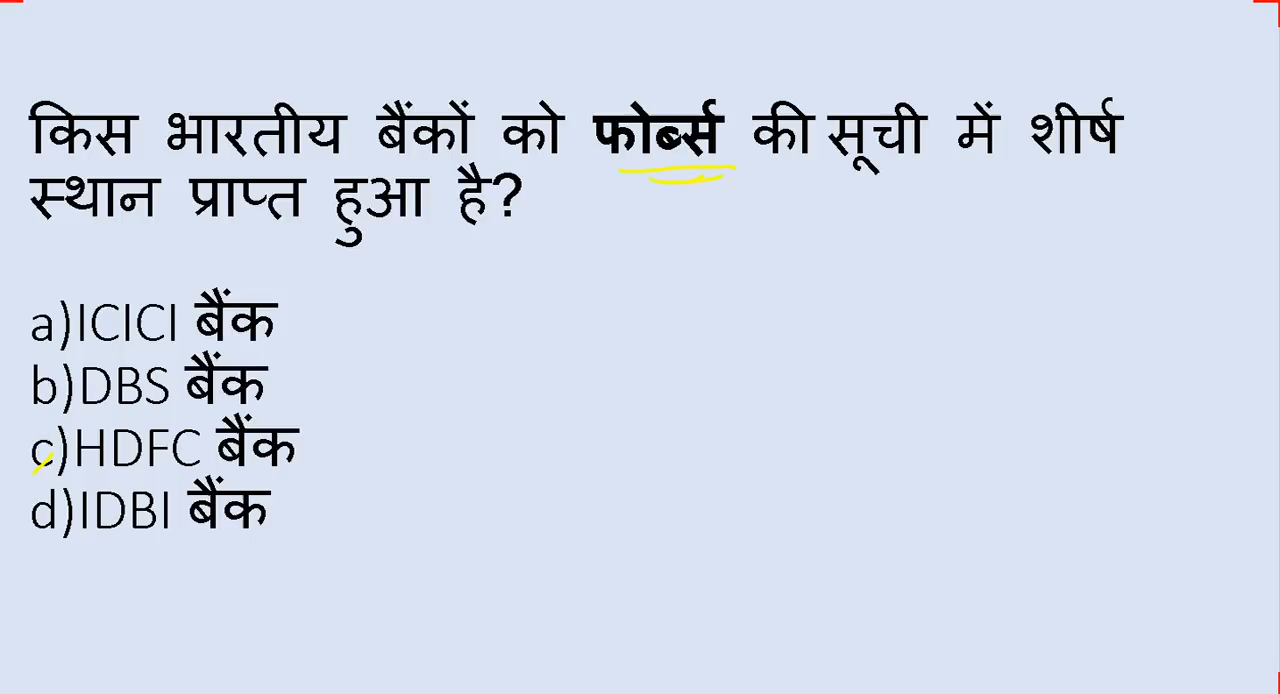 किस भारतीय बैंकों को फोर्ब्स की सूची में शीर्ष
स्थान प्राप्त हुआ है?
a)ICICI बैंक
b)DBS बैंक
c)HDFC बैंक
d)IDBI बैंक